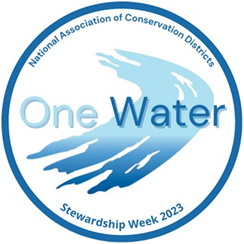 National Association of Conservation Districts
One Water
Stewardship Week 2023